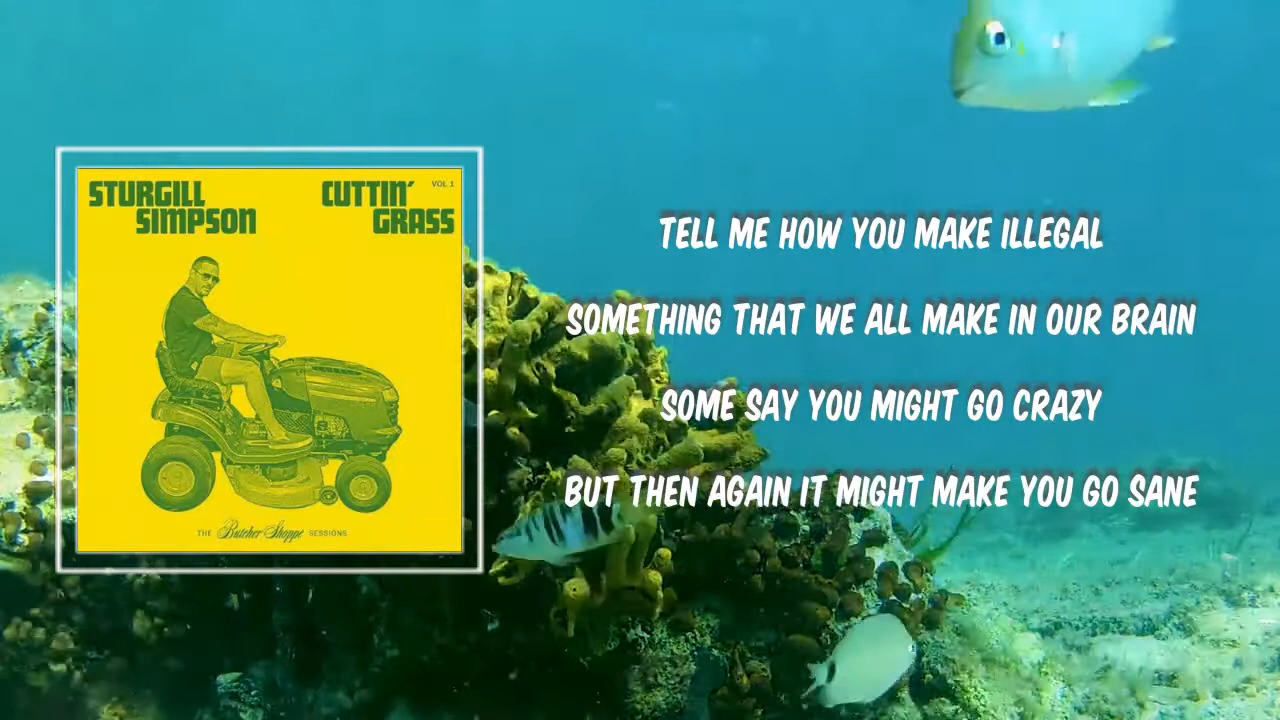 STURGILL
SIMPSON
CUTTIN'
GRASS
VOL 1
THE Butcher Shoppe SESSIONS
TELL ME HOW YOU MAKE ILLEGAL
SOMETHING THAT WE ALL MAKE IN OUR BRAIN
SOME SAY YOU MIGHT GO CRAZY
BUT THEN AGAIN IT MIGHT MAKE YOU GO SANE